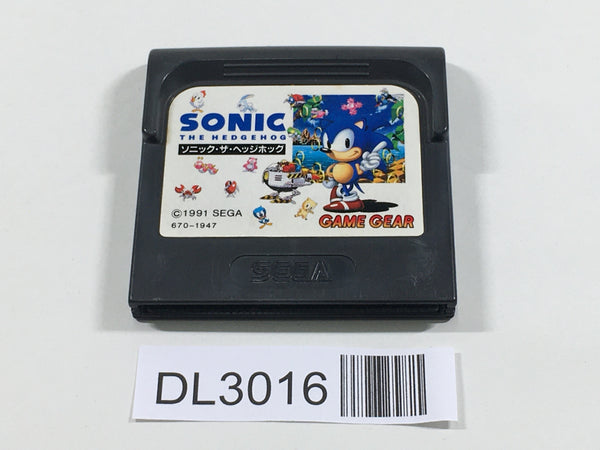 SONIC
THE HEDGEHOG
ソニック・ザ・ヘッジホック
©1991 SEGA
670-1947
GAME GEAR
SEGA
DL3016